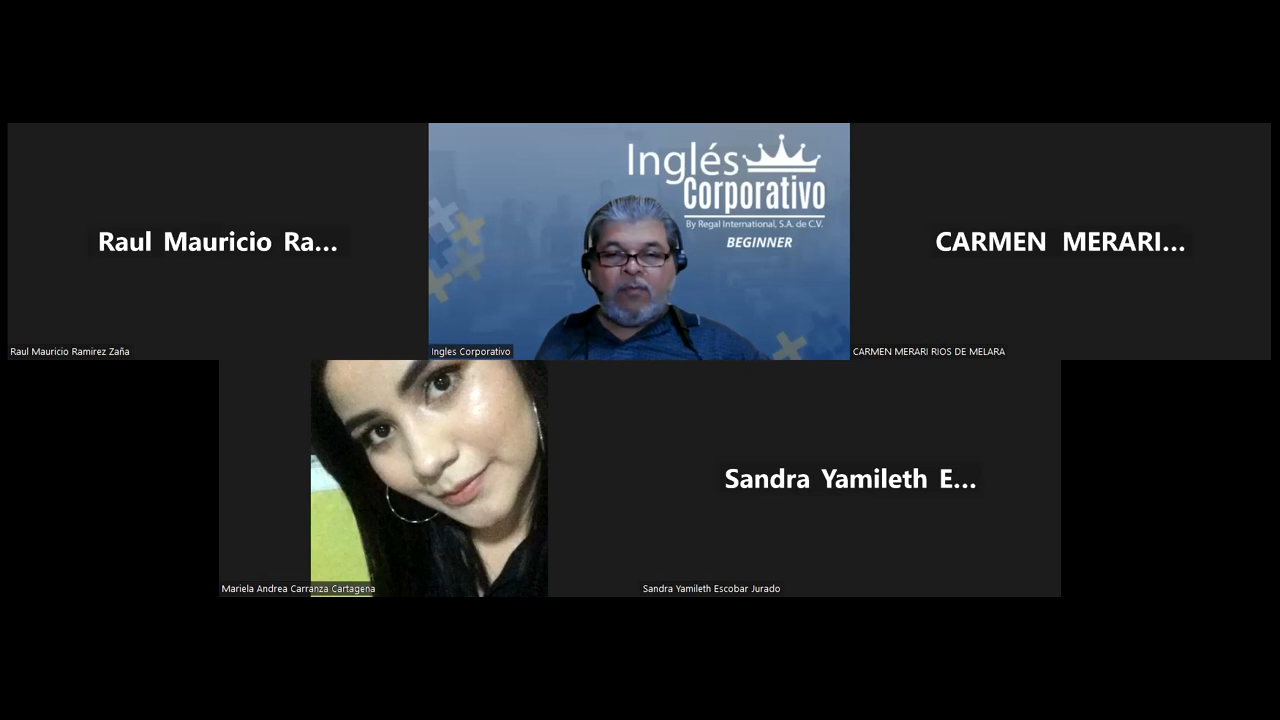 Raul Mauricio Ra...
Raul Mauricio Ramirez Zaña
Inglés
Corporativo
By Regal International, S.A. de C.V.
BEGINNER
Ingles Corporativo
CARMEN MERARI...
CARMEN MERARI RIOS DE MELARA
Mariela Andrea Carranza Cartagena
Sandra Yamileth E...
Sandra Yamileth Escobar Jurado